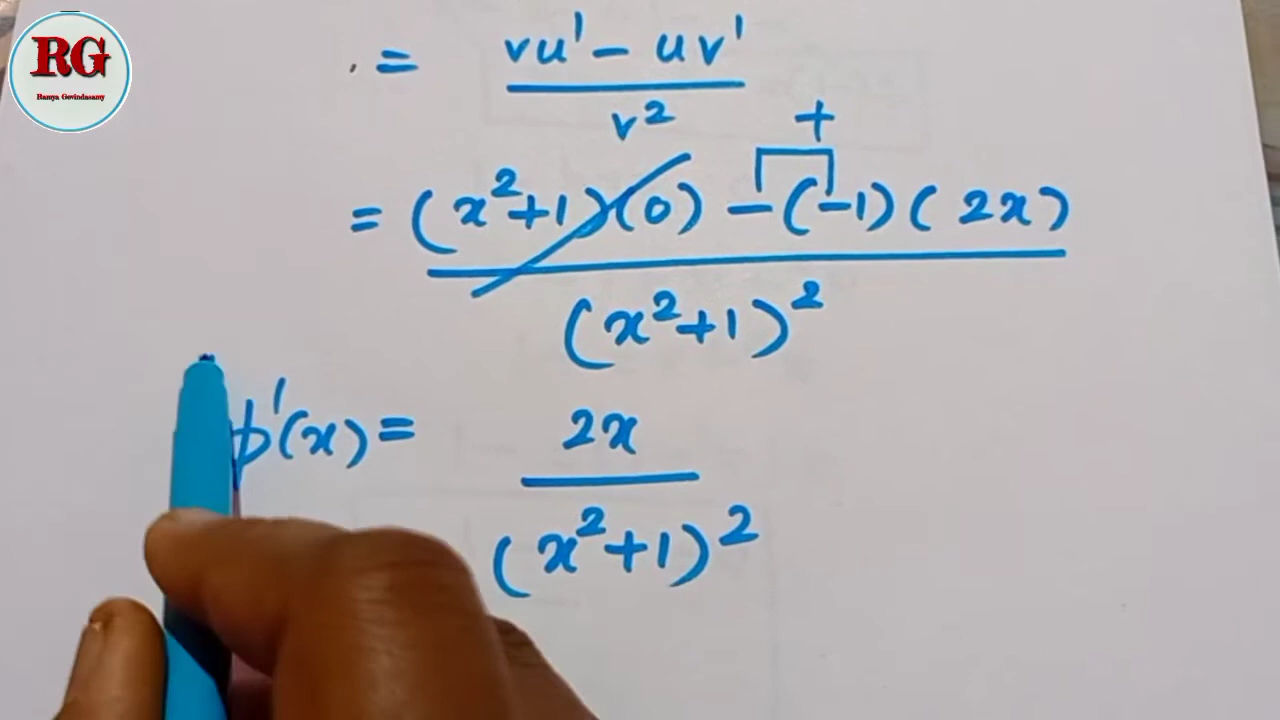 RG
Ramya Govindasamy
= vu' - uv' / v²
+
= (x²+1)(0) - (-1)(2x) / (x²+1)²
ϕ'(x) = 2x / (x²+1)²